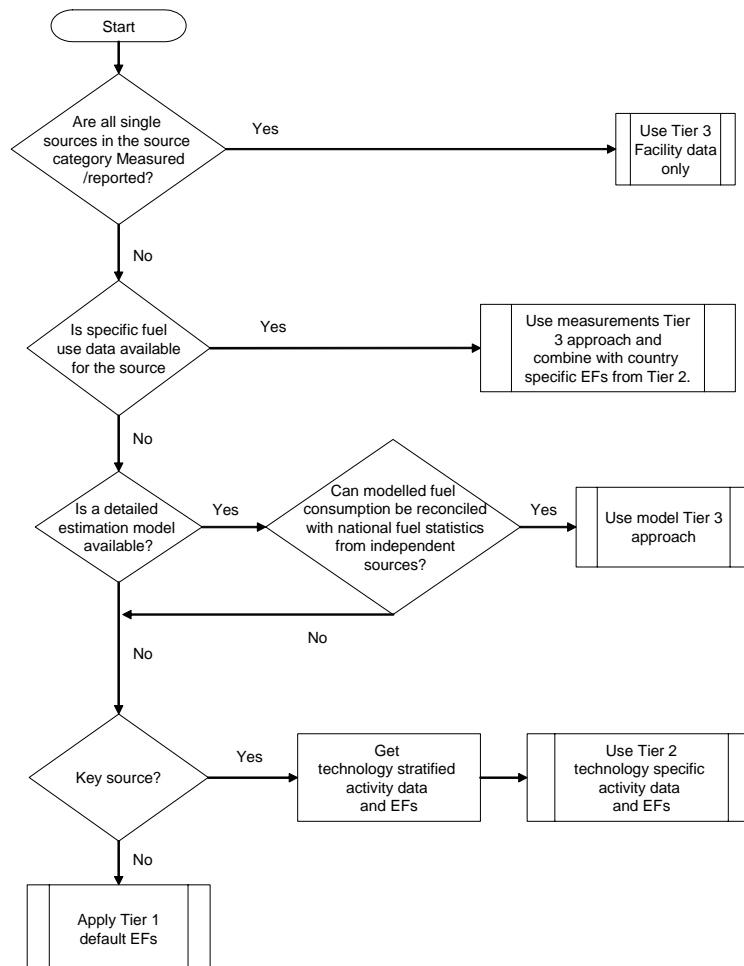 Start
Are all single
sources in the source
category Measured
/reported?
Yes
Use Tier 3
Facility data
only
No
Is specific fuel
use data available
for the source
Yes
Use measurements Tier
3 approach and
combine with country
specific EFs from Tier 2.
No
Is a detailed
estimation model
available?
Yes
Can modelled fuel
consumption be reconciled
with national fuel statistics
from independent
sources?
Yes
Use model Tier 3
approach
No
No
Key source?
Yes
Get
technology stratified
activity data
and EFs
Use Tier 2
technology specific
activity data
and EFs
No
Apply Tier 1
default EFs